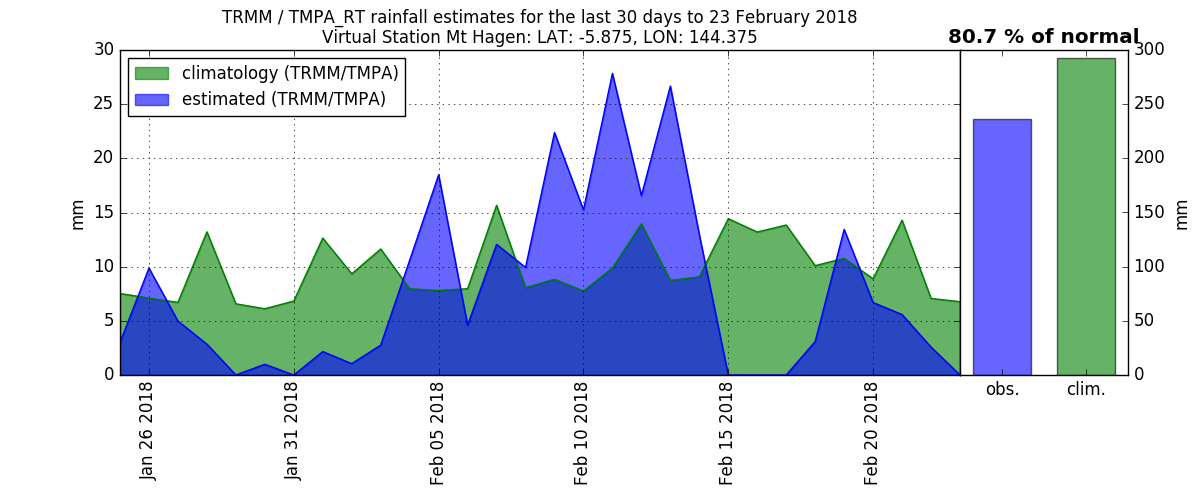 TRMM / TMPA_RT rainfall estimates for the last 30 days to 23 February 2018
Virtual Station Mt Hagen: LAT: -5.875, LON: 144.375
80.7 % of normal
climatology (TRMM/TMPA)
estimated (TRMM/TMPA)
30
25
20
15
10
5
0
mm
Jan 26 2018
Jan 31 2018
Feb 05 2018
Feb 10 2018
Feb 15 2018
Feb 20 2018
300
250
200
150
100
50
0
mm
obs.
clim.